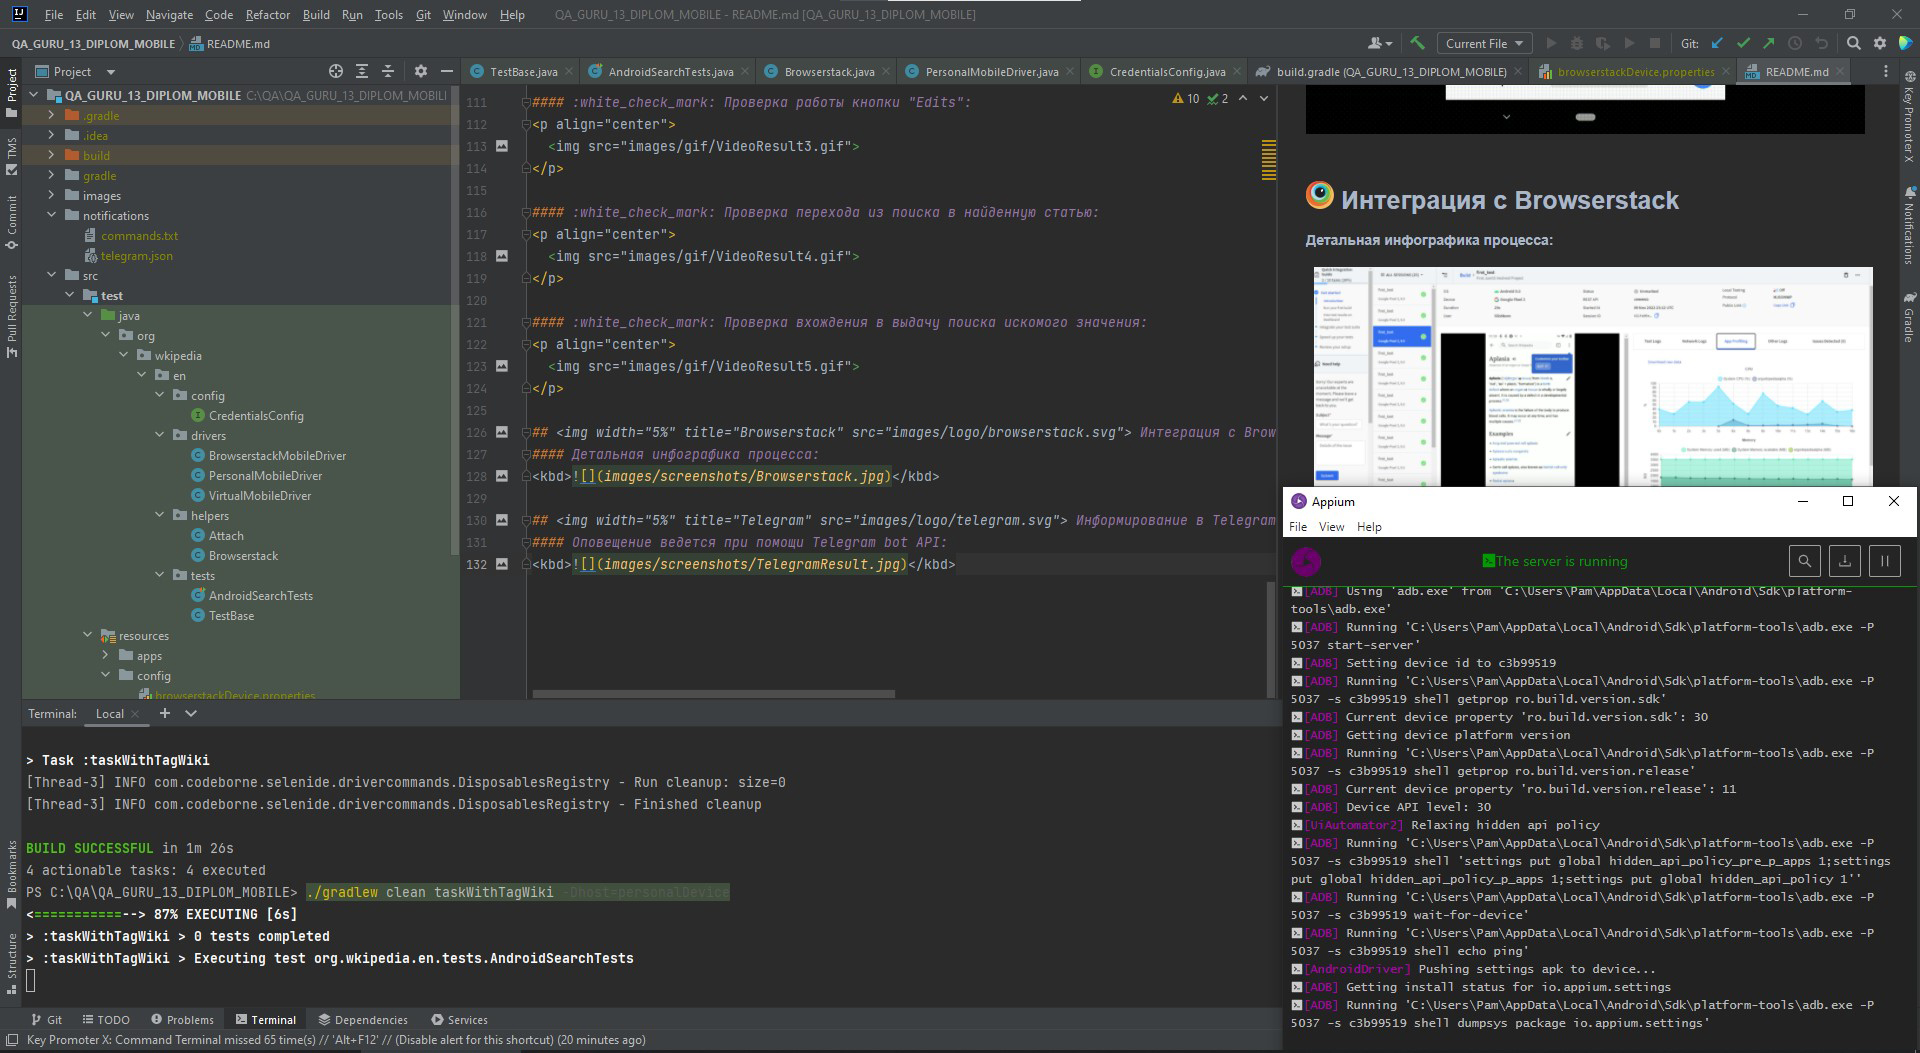 File Edit View Navigate Code Refactor Build Run Tools Git Window Help QA_GURU_13_DIPLOM_MOBILE - README.md [QA_GURU_13_DIPLOM_MOBILE]
QA_GURU_13_DIPLOM_MOBILE README.md Current File Git:
Project
TestBase.java AndroidSearchTests.java Browserstack.java PersonalMobileDriver.java CredentialsConfig.java build.gradle (QA_GURU_13_DIPLOM_MOBILE) browserstackDevice.properties README.md
Project
TMS
Commit
Pull Requests
Bookmarks
Structure
QA_GURU_13_DIPLOM_MOBILE C:\QA\QA_GURU_13_DIPLOM_MOBILE
.gradle
.idea
build
gradle
images
notifications
commands.txt
telegram.json
src
test
java
org
wkipedia
en
config
CredentialsConfig
drivers
BrowserstackMobileDriver
PersonalMobileDriver
VirtualMobileDriver
helpers
Attach
Browserstack
tests
AndroidSearchTests
TestBase
resources
apps
config
browserstackDevice.properties
10 2
111 #### :white_check_mark: Проверка работы кнопки "Edits":
112 <p align="center">
113 <img src="images/gif/VideoResult3.gif">
114 </p>
115
116 #### :white_check_mark: Проверка перехода из поиска в найденную статью:
117 <p align="center">
118 <img src="images/gif/VideoResult4.gif">
119 </p>
120
121 #### :white_check_mark: Проверка вхождения в выдачу поиска искомого значения:
122 <p align="center">
123 <img src="images/gif/VideoResult5.gif">
124 </p>
125
126 ## <img width="5%" title="Browserstack" src="images/logo/browserstack.svg"> Интеграция с Brow
127 #### Детальная инфографика процесса:
128 <kbd>![](images/screenshots/Browserstack.jpg)</kbd>
129
130 ## <img width="5%" title="Telegram" src="images/logo/telegram.svg"> Информирование в Telegram
131 #### Оповещение ведется при помощи Telegram bot API:
132 <kbd>![](images/screenshots/TelegramResult.jpg)</kbd>
Интеграция с Browserstack
Детальная инфографика процесса:
Aplasia
Examples
Key Promoter X
Notifications
Gradle
Appium
File View Help
The server is running
[ADB] Using 'adb.exe' from 'C:\Users\Pam\AppData\Local\Android\Sdk\platform-
tools\adb.exe'
[ADB] Running 'C:\Users\Pam\AppData\Local\Android\Sdk\platform-tools\adb.exe -P
5037 start-server'
[ADB] Setting device id to c3b99519
[ADB] Running 'C:\Users\Pam\AppData\Local\Android\Sdk\platform-tools\adb.exe -P
5037 -s c3b99519 shell getprop ro.build.version.sdk'
[ADB] Current device property 'ro.build.version.sdk': 30
[ADB] Getting device platform version
[ADB] Running 'C:\Users\Pam\AppData\Local\Android\Sdk\platform-tools\adb.exe -P
5037 -s c3b99519 shell getprop ro.build.version.release'
[ADB] Current device property 'ro.build.version.release': 11
[ADB] Device API level: 30
[UiAutomator2] Relaxing hidden api policy
[ADB] Running 'C:\Users\Pam\AppData\Local\Android\Sdk\platform-tools\adb.exe -P
5037 -s c3b99519 shell 'settings put global hidden_api_policy_pre_p_apps 1;settings
put global hidden_api_policy_p_apps 1;settings put global hidden_api_policy 1''
[ADB] Running 'C:\Users\Pam\AppData\Local\Android\Sdk\platform-tools\adb.exe -P
5037 -s c3b99519 wait-for-device'
[ADB] Running 'C:\Users\Pam\AppData\Local\Android\Sdk\platform-tools\adb.exe -P
5037 -s c3b99519 shell echo ping'
[AndroidDriver] Pushing settings apk to device...
[ADB] Getting install status for io.appium.settings
[ADB] Running 'C:\Users\Pam\AppData\Local\Android\Sdk\platform-tools\adb.exe -P
5037 -s c3b99519 shell dumpsys package io.appium.settings'
Terminal: Local
> Task :taskWithTagWiki
[Thread-3] INFO com.codeborne.selenide.drivercommands.DisposablesRegistry - Run cleanup: size=0
[Thread-3] INFO com.codeborne.selenide.drivercommands.DisposablesRegistry - Finished cleanup
BUILD SUCCESSFUL in 1m 26s
4 actionable tasks: 4 executed
PS C:\QA\QA_GURU_13_DIPLOM_MOBILE> ./gradlew clean taskWithTagWiki -Dhost=personalDevice
<===========--> 87% EXECUTING [6s]
> :taskWithTagWiki > 0 tests completed
> :taskWithTagWiki > Executing test org.wkipedia.en.tests.AndroidSearchTests
Git TODO Problems Terminal Dependencies Services
Key Promoter X: Command Terminal missed 65 time(s) // 'Alt+F12' // (Disable alert for this shortcut) (20 minutes ago)